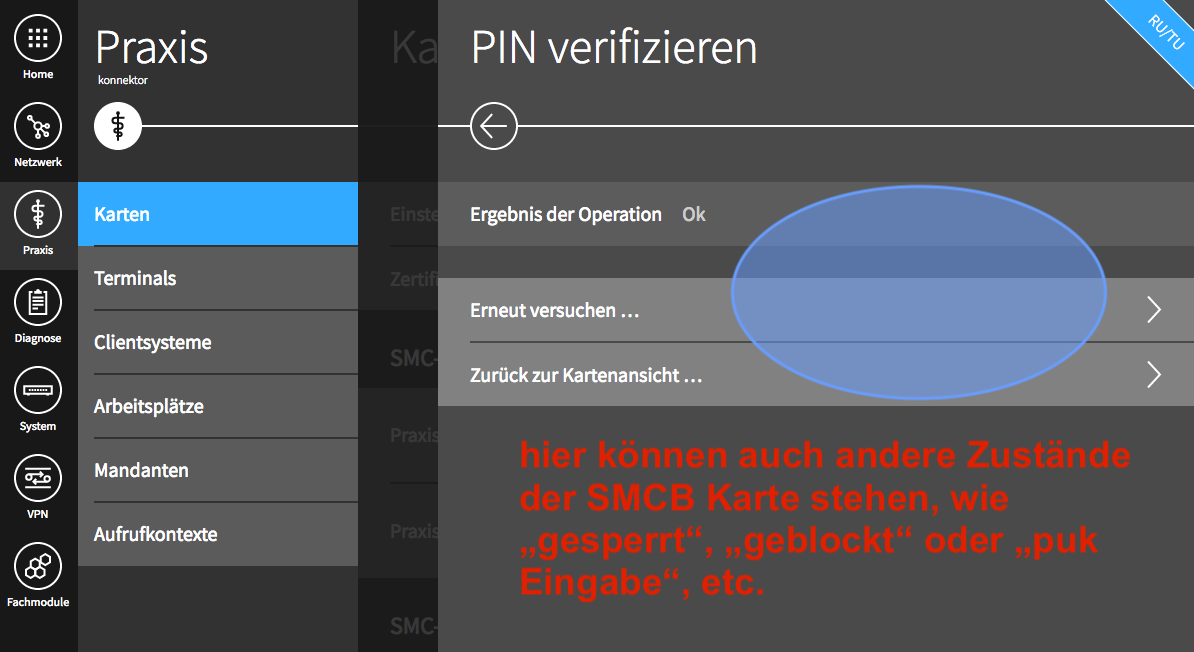 Home
Netzwerk
Praxis
Diagnose
System
VPN
Fachmodule
Praxis
konnektor
Karten
Terminals
Clientsysteme
Arbeitsplätze
Mandanten
Aufrufkontexte
Ka
Einste
Zertifi
SMC-
Praxis
Praxis
SMC-
PIN verifizieren
RU/TU
Ergebnis der Operation Ok
Erneut versuchen …
Zurück zur Kartenansicht …
hier können auch andere Zustände
der SMCB Karte stehen, wie
„gesperrt“, „geblockt“ oder „puk
Eingabe“, etc.